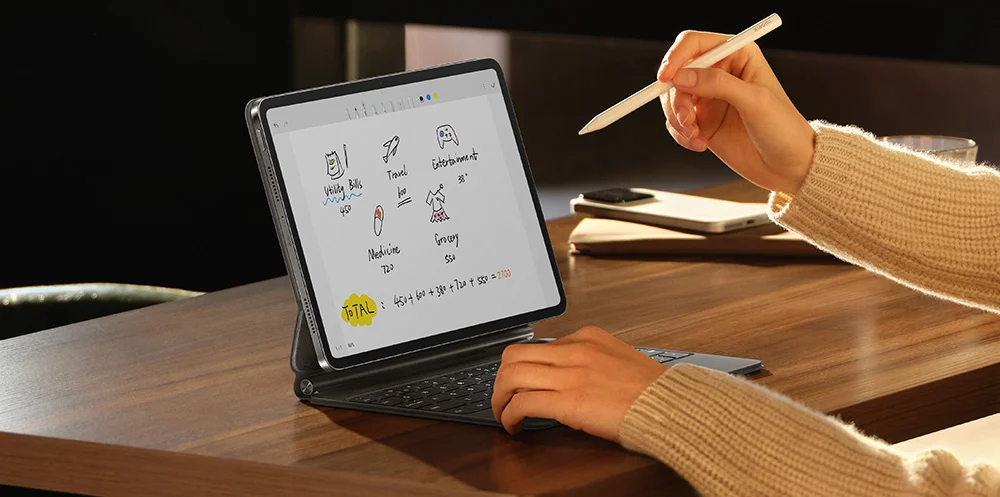 Utility Bills
450
Travel
600
Entertainment
380
Medicine
720
Grocery
550
TOTAL : 450 + 600 + 380 + 720 + 550 = 2700